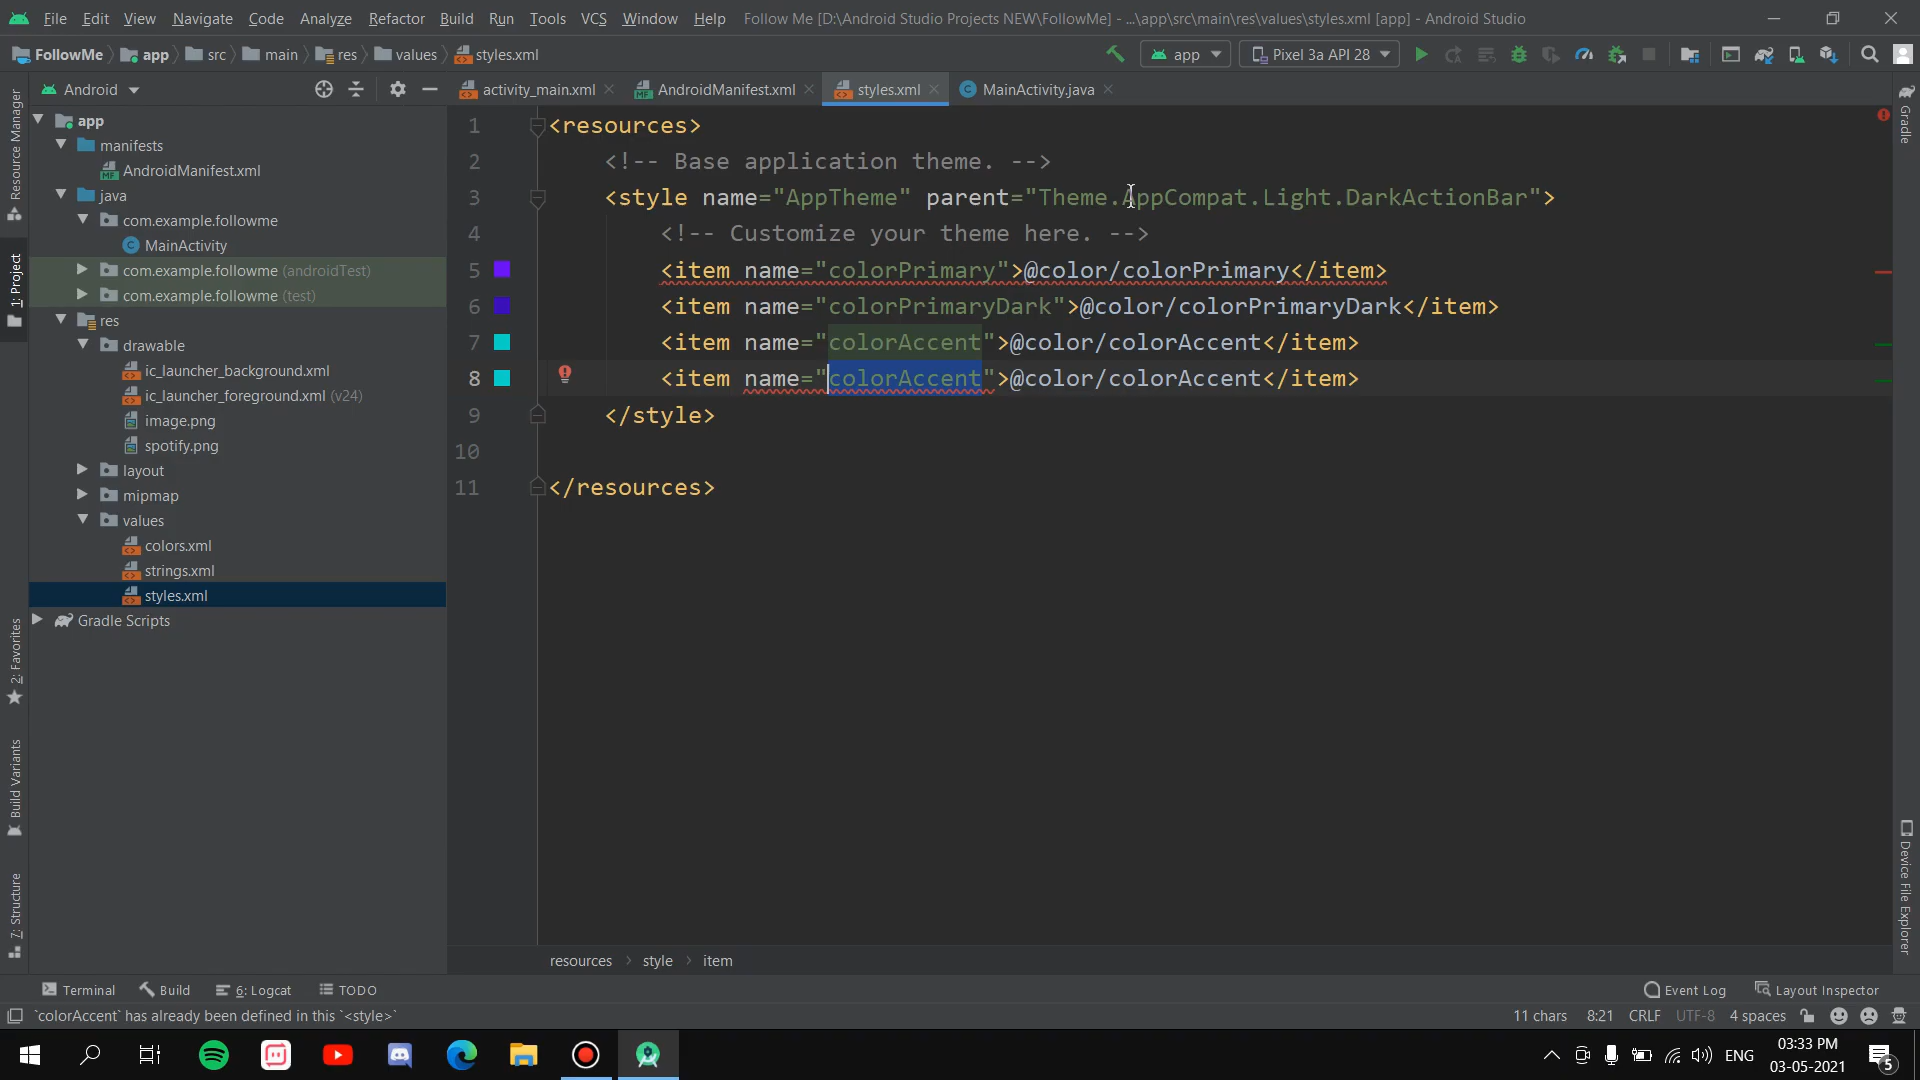 File Edit View Navigate Code Analyze Refactor Build Run Tools VCS Window Help Follow Me [D:\Android Studio Projects NEW\FollowMe] - ...\app\src\main\res\values\styles.xml [app] - Android Studio
FollowMe app src main res values styles.xml app Pixel 3a API 28
Android activity_main.xml AndroidManifest.xml styles.xml MainActivity.java
Resource Manager
1: Project
2: Favorites
Build Variants
7: Structure
app
manifests
AndroidManifest.xml
java
com.example.followme
MainActivity
com.example.followme (androidTest)
com.example.followme (test)
res
drawable
ic_launcher_background.xml
ic_launcher_foreground.xml (v24)
image.png
spotify.png
layout
mipmap
values
colors.xml
strings.xml
styles.xml
Gradle Scripts
1 <resources>
2 <!-- Base application theme. -->
3 <style name="AppTheme" parent="Theme.AppCompat.Light.DarkActionBar">
4 <!-- Customize your theme here. -->
5 <item name="colorPrimary">@color/colorPrimary</item>
6 <item name="colorPrimaryDark">@color/colorPrimaryDark</item>
7 <item name="colorAccent">@color/colorAccent</item>
8 <item name="colorAccent">@color/colorAccent</item>
9 </style>
10
11 </resources>
Gradle
Device File Explorer
resources style item
Terminal Build 6: Logcat TODO Event Log Layout Inspector
`colorAccent` has already been defined in this `<style>` 11 chars 8:21 CRLF UTF-8 4 spaces
ENG 03:33 PM
03-05-2021
5